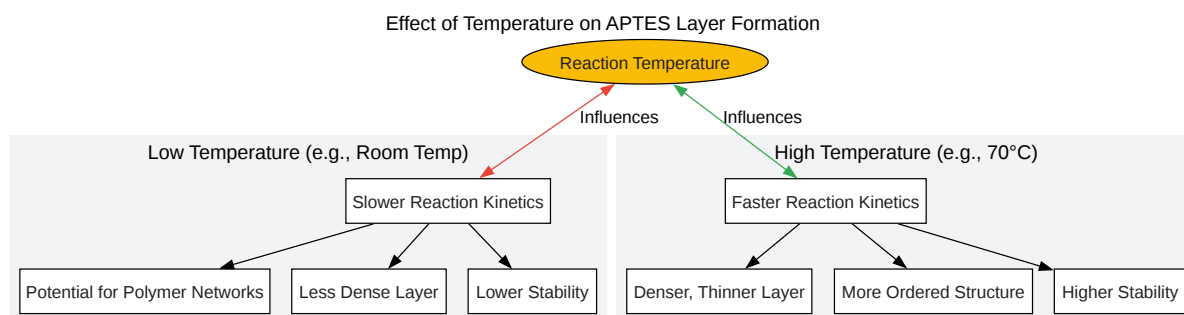 Effect of Temperature on APTES Layer Formation
Reaction Temperature
Influences
Influences
Low Temperature (e.g., Room Temp)
High Temperature (e.g., 70°C)
Slower Reaction Kinetics
Faster Reaction Kinetics
Potential for Polymer Networks
Less Dense Layer
Lower Stability
Denser, Thinner Layer
More Ordered Structure
Higher Stability